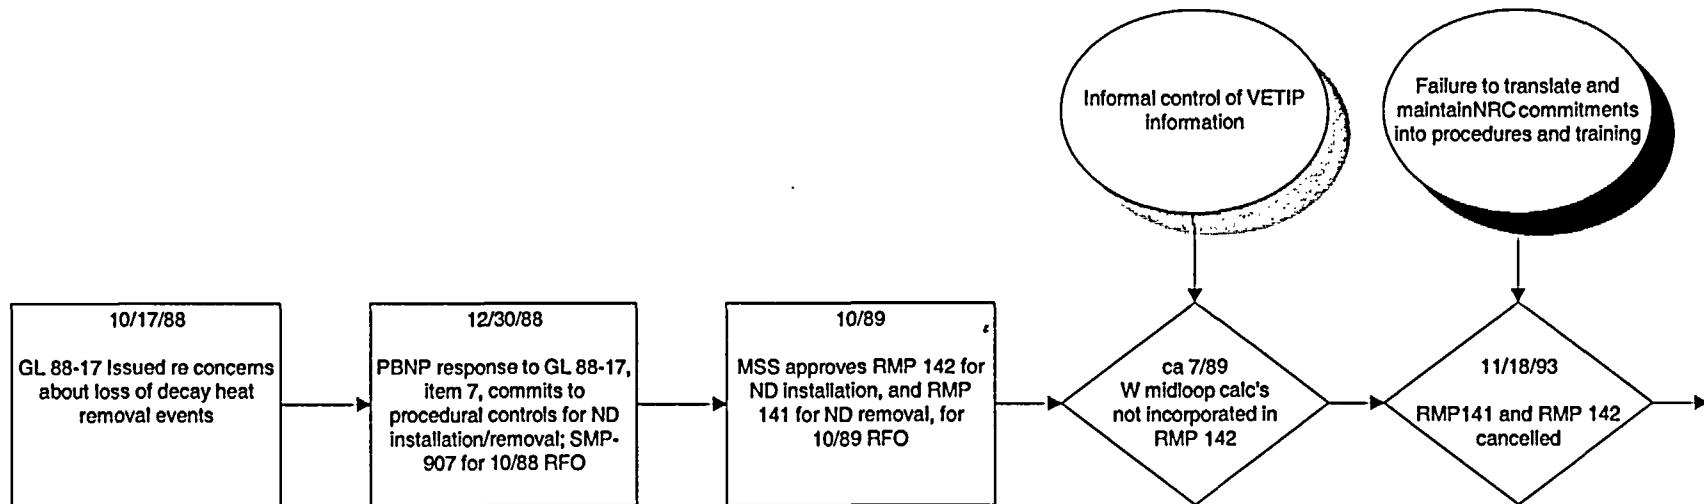 Informal control of VETIP
information
Failure to translate and
maintainNRC commitments
into procedures and training
10/17/88
GL 88-17 Issued re concerns
about loss of decay heat
removal events
12/30/88
PBNP response to GL 88-17,
item 7, commits to
procedural controls for ND
installation/removal; SMP-
907 for 10/88 RFO
10/89
MSS approves RMP 142 for
ND installation, and RMP
141 for ND removal, for
10/89 RFO
ca 7/89
W midloop calc's
not incorporated in
RMP 142
11/18/93
RMP141 and RMP 142
cancelled